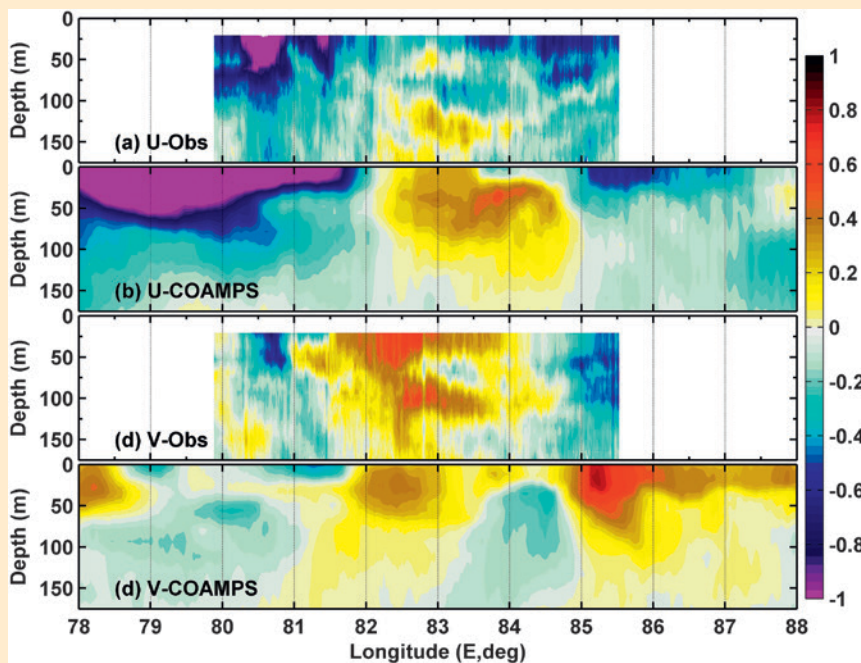 0
50
100
150
Depth (m)
(a) U-Obs
0
50
100
150
Depth (m)
(b) U-COAMPS
0
50
100
150
Depth (m)
(d) V-Obs
0
50
100
150
Depth (m)
(d) V-COAMPS
78 79 80 81 82 83 84 85 86 87 88
Longitude (E,deg)
1
0.8
0.6
0.4
0.2
0
-0.2
-0.4
-0.6
-0.8
-1